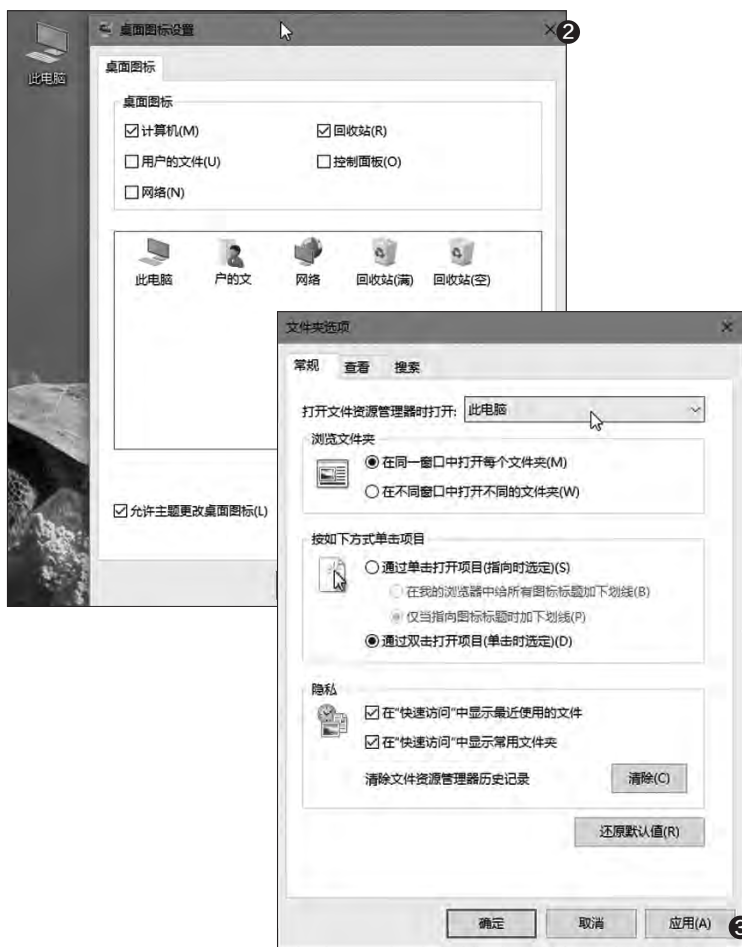 此电脑
桌面图标设置
2
桌面图标
桌面图标
计算机(M)
回收站(R)
用户的文件(U)
控制面板(O)
网络(N)
此电脑
户的文
网络
回收站(满)
回收站(空)
允许主题更改桌面图标(L)
文件夹选项
常规 查看 搜索
打开文件资源管理器时打开: 此电脑
浏览文件夹
在同一窗口中打开每个文件夹(M)
在不同窗口中打开不同的文件夹(W)
按如下方式单击项目
通过单击打开项目(指向时选定)(S)
在我的浏览器中给所有图标标题加下划线(B)
仅当指向图标标题时加下划线(P)
通过双击打开项目(单击时选定)(D)
隐私
在"快速访问"中显示最近使用的文件
在"快速访问"中显示常用文件夹
清除文件资源管理器历史记录
清除(C)
还原默认值(R)
确定 取消 应用(A)
3